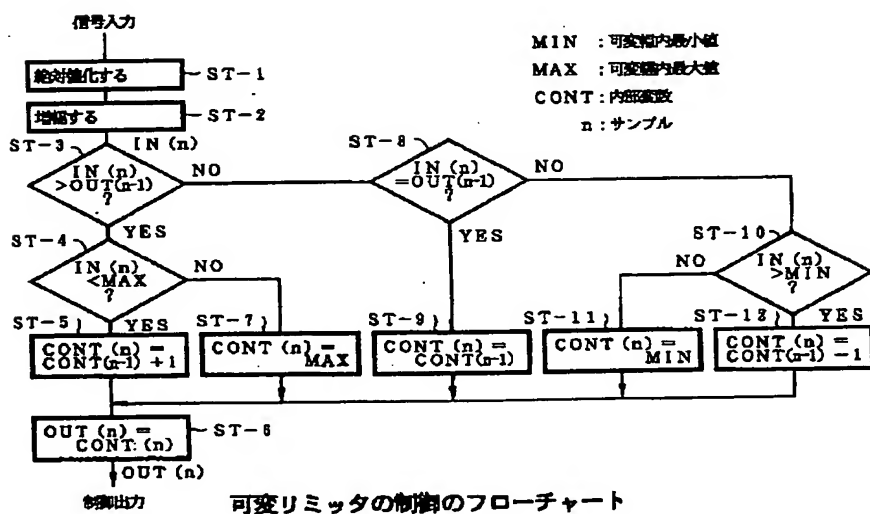 信号入力
MIN :可変幅内最小値
MAX :可変幅内最大値
CONT:内部変数
n:サンプル
絶対値化する
ST-1
増幅する
ST-2
IN (n)
ST-3
IN (n)
>OUT(n-1)
?
NO
YES
ST-8
IN (n)
=OUT(n-1)
?
NO
YES
ST-4
IN (n)
<MAX
?
NO
YES
ST-10
IN (n)
>MIN
?
NO
YES
ST-5
CONT (n) =
CONT(n-1) +1
ST-7
CONT (n) =
MAX
ST-9
CONT (n) =
CONT(n-1)
ST-11
CONT (n) =
MIN
ST-12
CONT (n) =
CONT(n-1) -1
OUT (n) =
CONT: (n)
ST-6
OUT (n)
制御出力
可変リミッタの制御のフローチャート